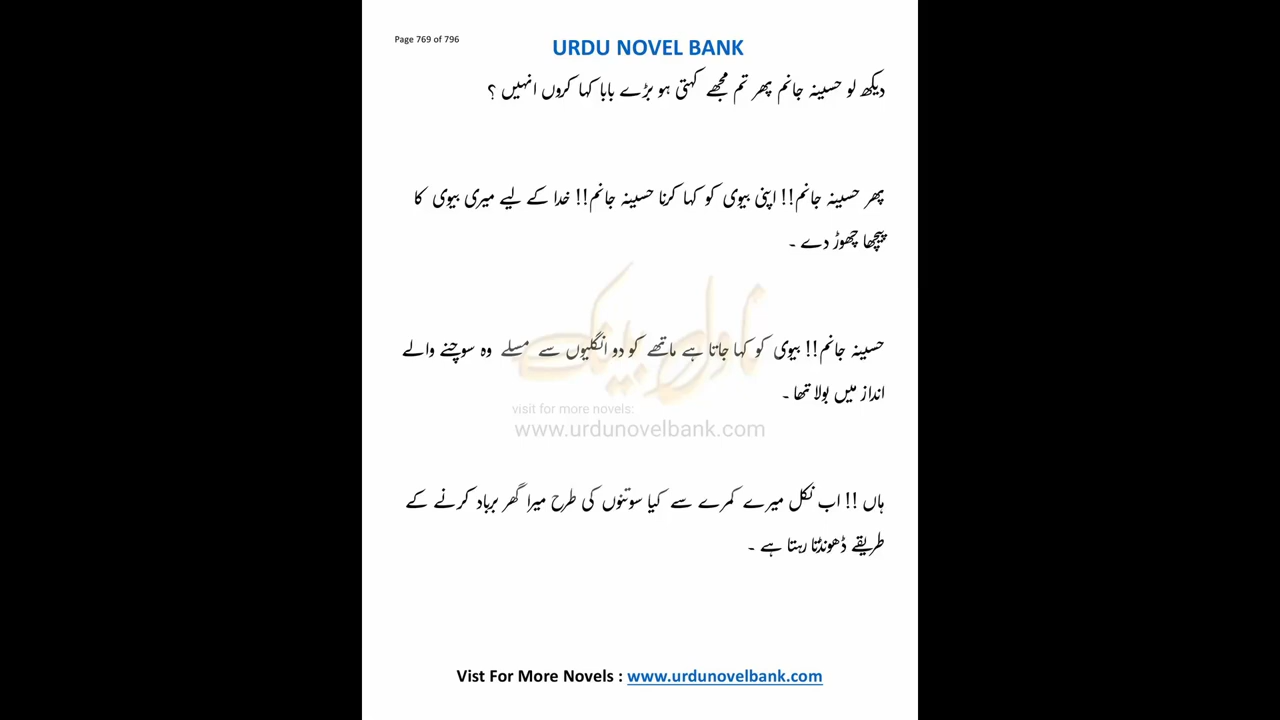 Page 769 of 796
URDU NOVEL BANK
دیکھ لو حسینہ جانم پھر تم مجھے کہتی ہو بڑے بابا کہا کروں انہیں ؟
پھر حسینہ جانم!! اپنی بیوی کو کہا کرنا حسینہ جانم!! خدا کے لیے میری بیوی کا
پیچھا چھوڑ دے ۔
حسینہ جانم!! بیوی کو کہا جاتا ہے ماتھے کو دو انگلیوں سے مسلے وہ سوچنے والے
انداز میں بولا تھا ۔
ناول بینک
visit for more novels:
www.urdunovelbank.com
ہاں !! اب نکل میرے کمرے سے کیا سوتنوں کی طرح میرا گھر برباد کرنے کے
طریقے ڈھونڈتا رہتا ہے ۔
Vist For More Novels : www.urdunovelbank.com